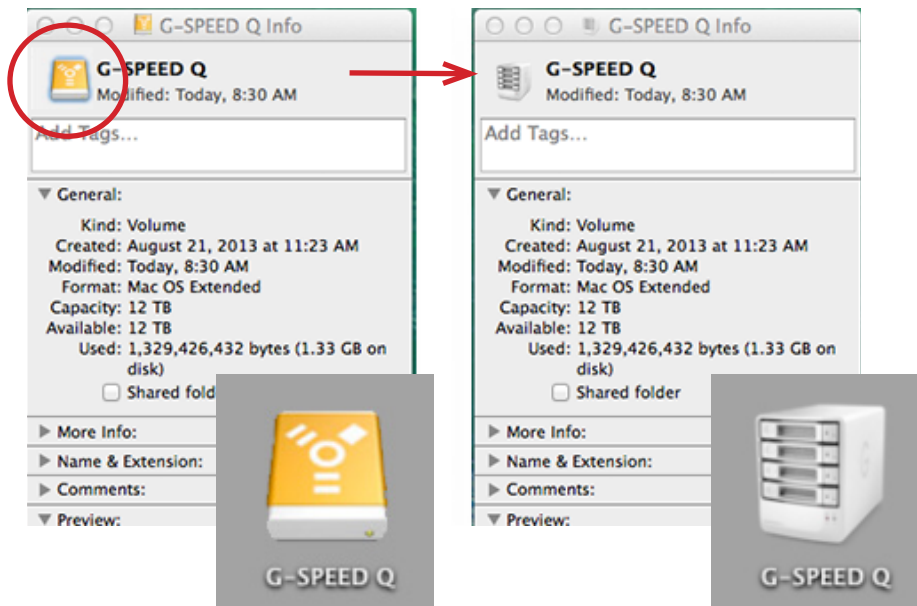 G-SPEED Q Info
G-SPEED Q
Modified: Today, 8:30 AM
Add Tags...
General:
Kind: Volume
Created: August 21, 2013 at 11:23 AM
Modified: Today, 8:30 AM
Format: Mac OS Extended
Capacity: 12 TB
Available: 12 TB
Used: 1,329,426,432 bytes (1.33 GB on
disk)
Shared fold
More Info:
Name & Extension:
Comments:
Preview:
G-SPEED Q
G-SPEED Q Info
G-SPEED Q
Modified: Today, 8:30 AM
Add Tags...
General:
Kind: Volume
Created: August 21, 2013 at 11:23 AM
Modified: Today, 8:30 AM
Format: Mac OS Extended
Capacity: 12 TB
Available: 12 TB
Used: 1,329,426,432 bytes (1.33 GB on
disk)
Shared folder
More Info:
Name & Extension:
Comments:
Preview:
G-SPEED Q